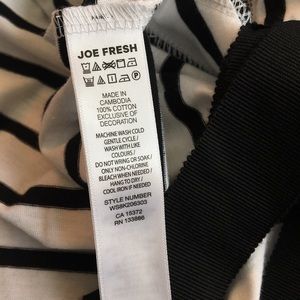 JOE FRESH
MADE IN
CAMBODIA
100% COTTON
EXCLUSIVE OF
DECORATION
MACHINE WASH COLD
GENTLE CYCLE /
WASH WITH LIKE
COLOURS /
DO NOT WRING OR SOAK /
ONLY NON-CHLORINE
BLEACH WHEN NEEDED /
HANG TO DRY /
COOL IRON IF NEEDED
STYLE NUMBER
WS8K206303
CA 15372
RN 133886